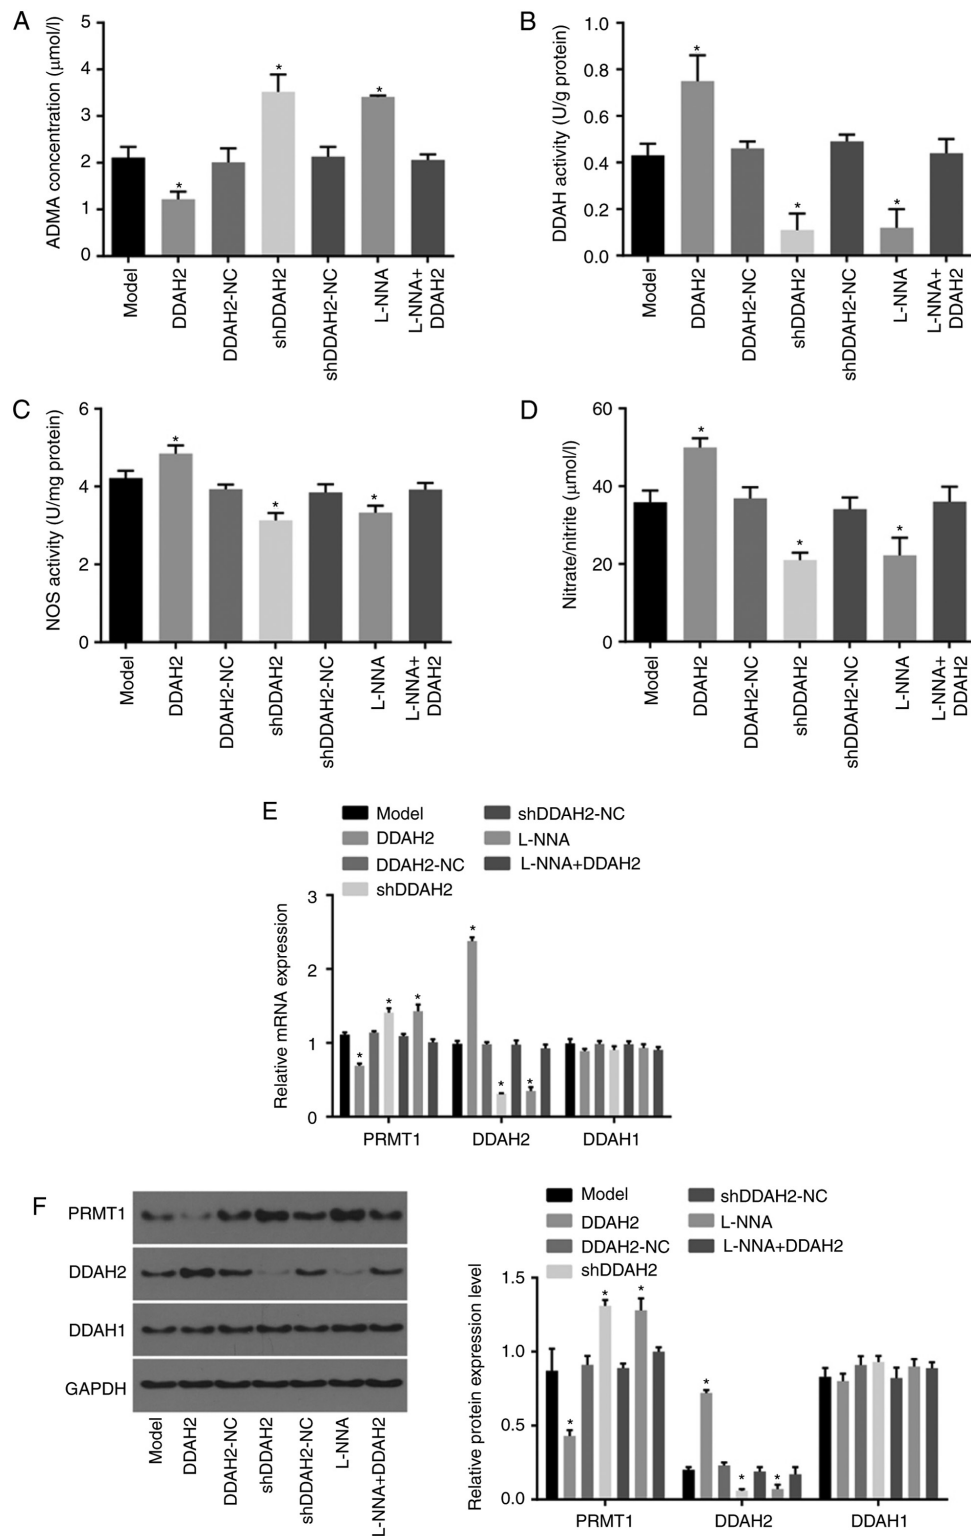 A
ADMA concentration (μmol/l)
5
4
3
2
1
0
*
*
*
Model
DDAH2
DDAH2-NC
shDDAH2
shDDAH2-NC
L-NNA
L-NNA+
DDAH2
B
DDAH activity (U/g protein)
1.0
0.8
0.6
0.4
0.2
0.0
*
*
*
Model
DDAH2
DDAH2-NC
shDDAH2
shDDAH2-NC
L-NNA
L-NNA+
DDAH2
C
NOS activity (U/mg protein)
6
4
2
0
*
*
*
Model
DDAH2
DDAH2-NC
shDDAH2
shDDAH2-NC
L-NNA
L-NNA+
DDAH2
D
Nitrate/nitrite (μmol/l)
60
40
20
0
*
*
*
Model
DDAH2
DDAH2-NC
shDDAH2
shDDAH2-NC
L-NNA
L-NNA+
DDAH2
E
Model
DDAH2
DDAH2-NC
shDDAH2
shDDAH2-NC
L-NNA
L-NNA+DDAH2
Relative mRNA expression
3
2
1
0
*
*
*
*
*
*
PRMT1
DDAH2
DDAH1
F
PRMT1
DDAH2
DDAH1
GAPDH
Model
DDAH2
DDAH2-NC
shDDAH2
shDDAH2-NC
L-NNA
L-NNA+DDAH2
Model
DDAH2
DDAH2-NC
shDDAH2
shDDAH2-NC
L-NNA
L-NNA+DDAH2
Relative protein expression level
1.5
1.0
0.5
0.0
*
*
*
*
*
*
PRMT1
DDAH2
DDAH1